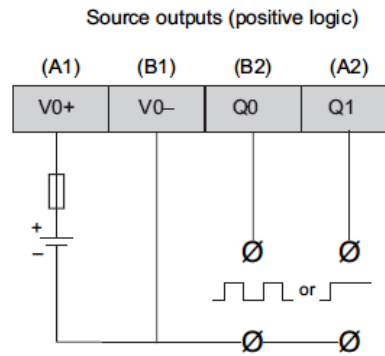 Source outputs (positive logic)
(A1) (B1) (B2) (A2)
V0+ V0– Q0 Q1
+
–
Ø Ø
or
Ø Ø